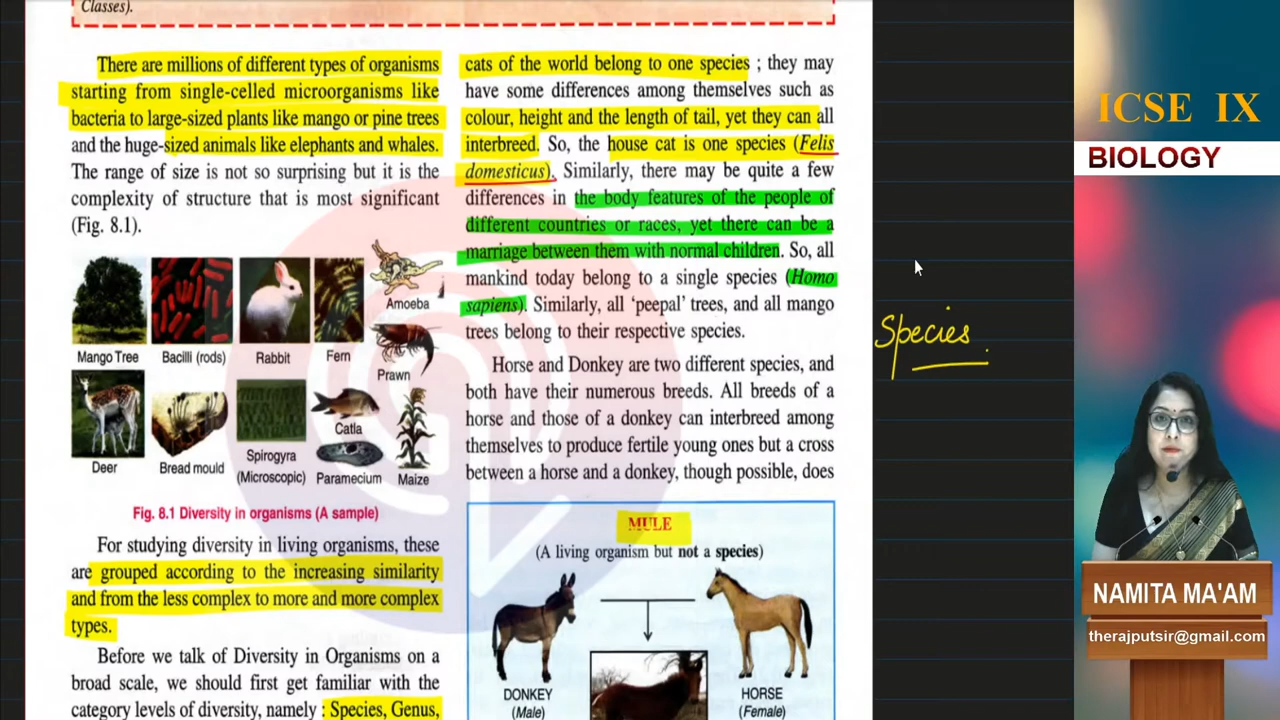 Classes).
There are millions of different types of organisms
starting from single-celled microorganisms like
bacteria to large-sized plants like mango or pine trees
and the huge-sized animals like elephants and whales.
The range of size is not so surprising but it is the
complexity of structure that is most significant
(Fig. 8.1).
Mango Tree
Bacilli (rods)
Rabbit
Fern
Amoeba
Prawn
Deer
Bread mould
Spirogyra
(Microscopic)
Catla
Paramecium
Maize
Fig. 8.1 Diversity in organisms (A sample)
For studying diversity in living organisms, these
are grouped according to the increasing similarity
and from the less complex to more and more complex
types.
Before we talk of Diversity in Organisms on a
broad scale, we should first get familiar with the
category levels of diversity, namely : Species, Genus,
cats of the world belong to one species ; they may
have some differences among themselves such as
colour, height and the length of tail, yet they can all
interbreed. So, the house cat is one species (Felis
domesticus). Similarly, there may be quite a few
differences in the body features of the people of
different countries or races, yet there can be a
marriage between them with normal children. So, all
mankind today belong to a single species (Homo
sapiens). Similarly, all ‘peepal’ trees, and all mango
trees belong to their respective species.
Horse and Donkey are two different species, and
both have their numerous breeds. All breeds of a
horse and those of a donkey can interbreed among
themselves to produce fertile young ones but a cross
between a horse and a donkey, though possible, does
MULE
(A living organism but not a species)
DONKEY
(Male)
HORSE
(Female)
Species.
ICSE IX
BIOLOGY
NAMITA MA'AM
therajputsir@gmail.com